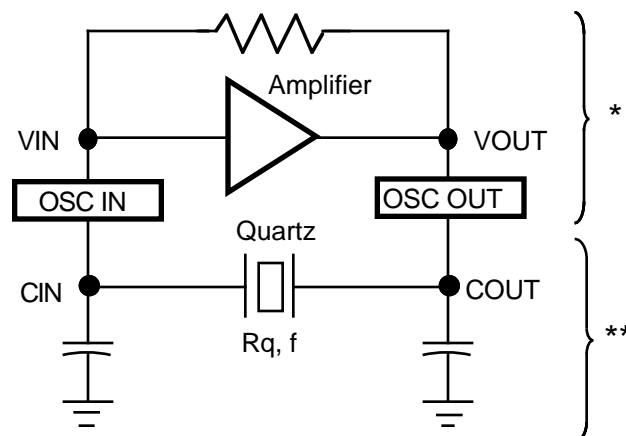 Amplifier
*
VIN
VOUT
OSC IN
OSC OUT
Quartz
CIN
COUT
**
Rq, f